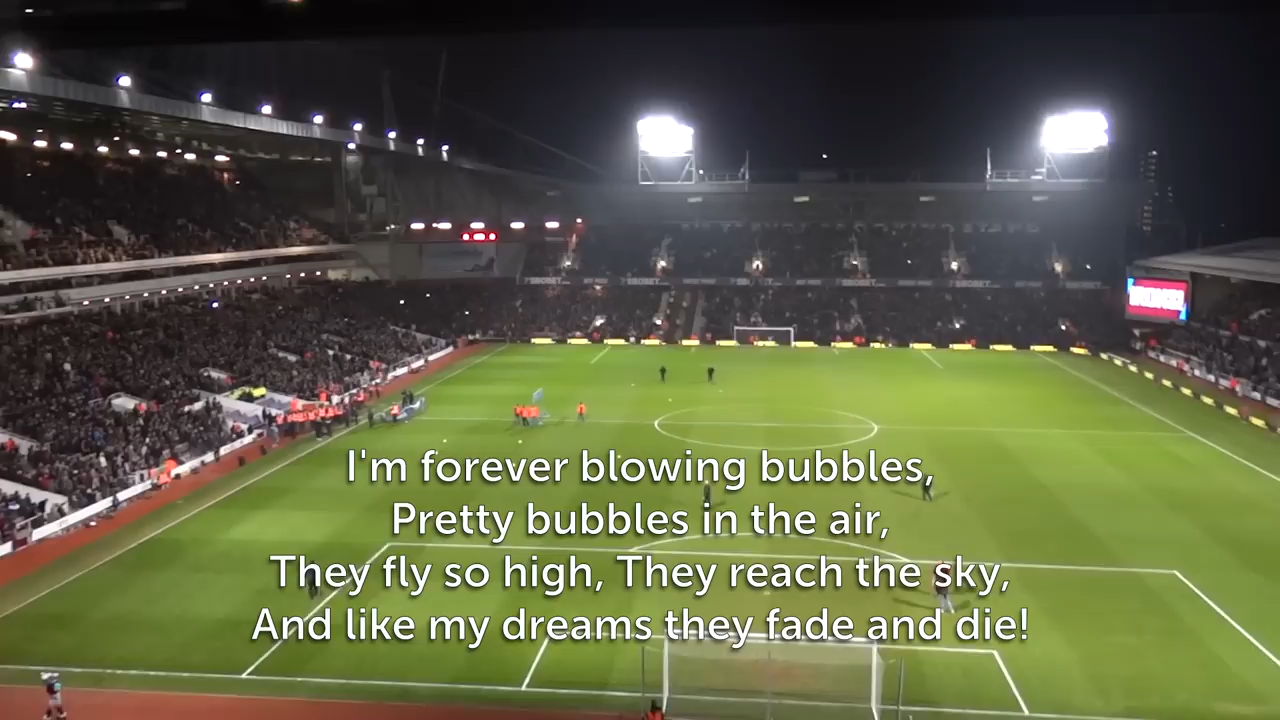 I'm forever blowing bubbles,
Pretty bubbles in the air,
They fly so high, They reach the sky,
And like my dreams they fade and die!